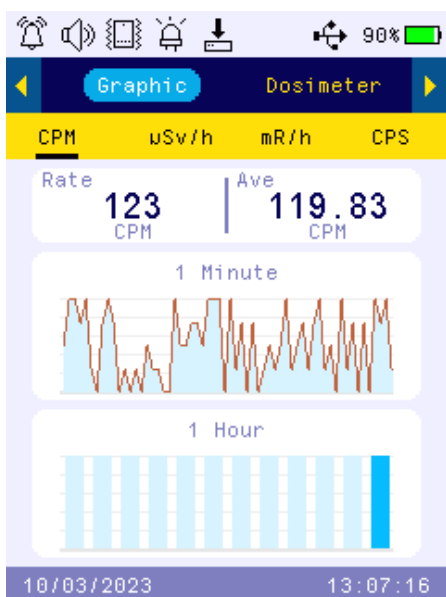 90%
Graphic Dosimeter
CPM µSv/h mR/h CPS
Rate Ave
123 119.83
CPM CPM
1 Minute
1 Hour
10/03/2023 13:07:16